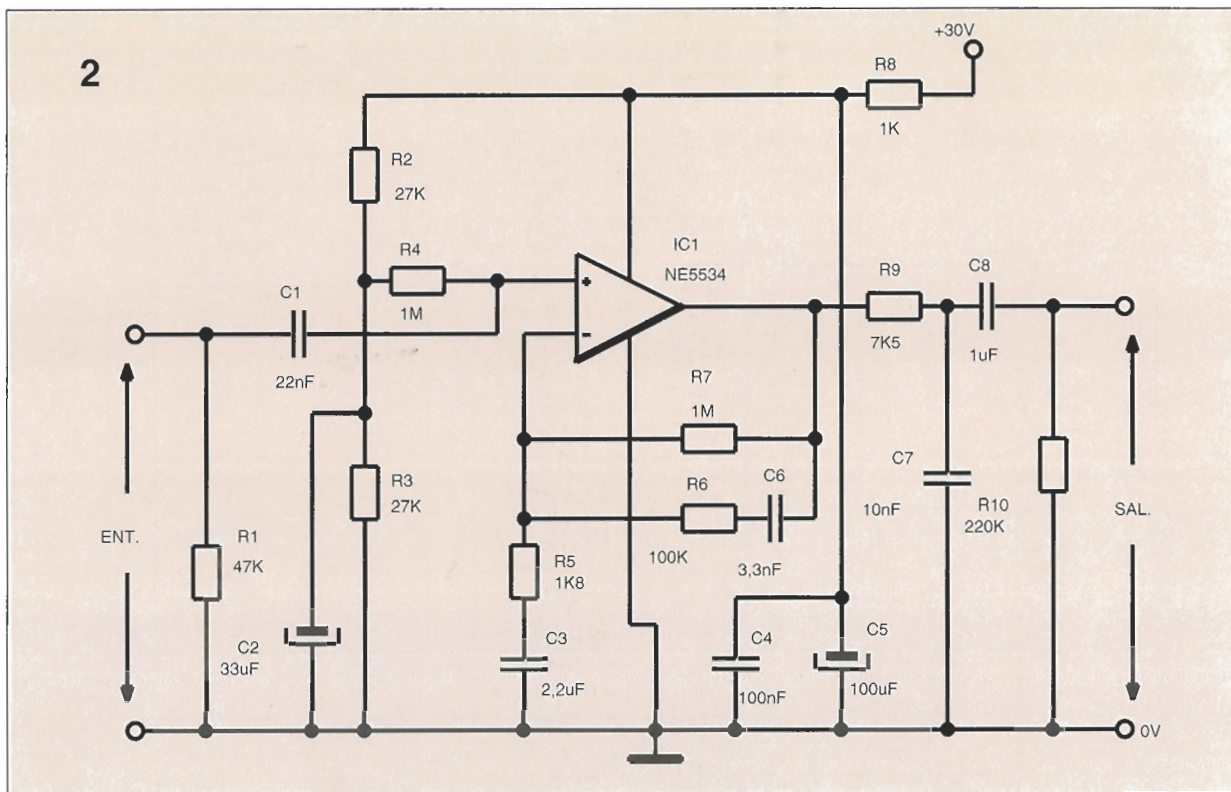 2
+30V
R8
1K
R2
27K
R4
1M
IC1
NE5534
+
-
C1
22nF
R9
7K5
C8
1uF
R7
1M
R3
27K
R6
100K
C6
3,3nF
C7
10nF
R10
220K
ENT.
SAL.
R1
47K
R5
1K8
C2
33uF
C3
2,2uF
C4
100nF
C5
100uF
0V